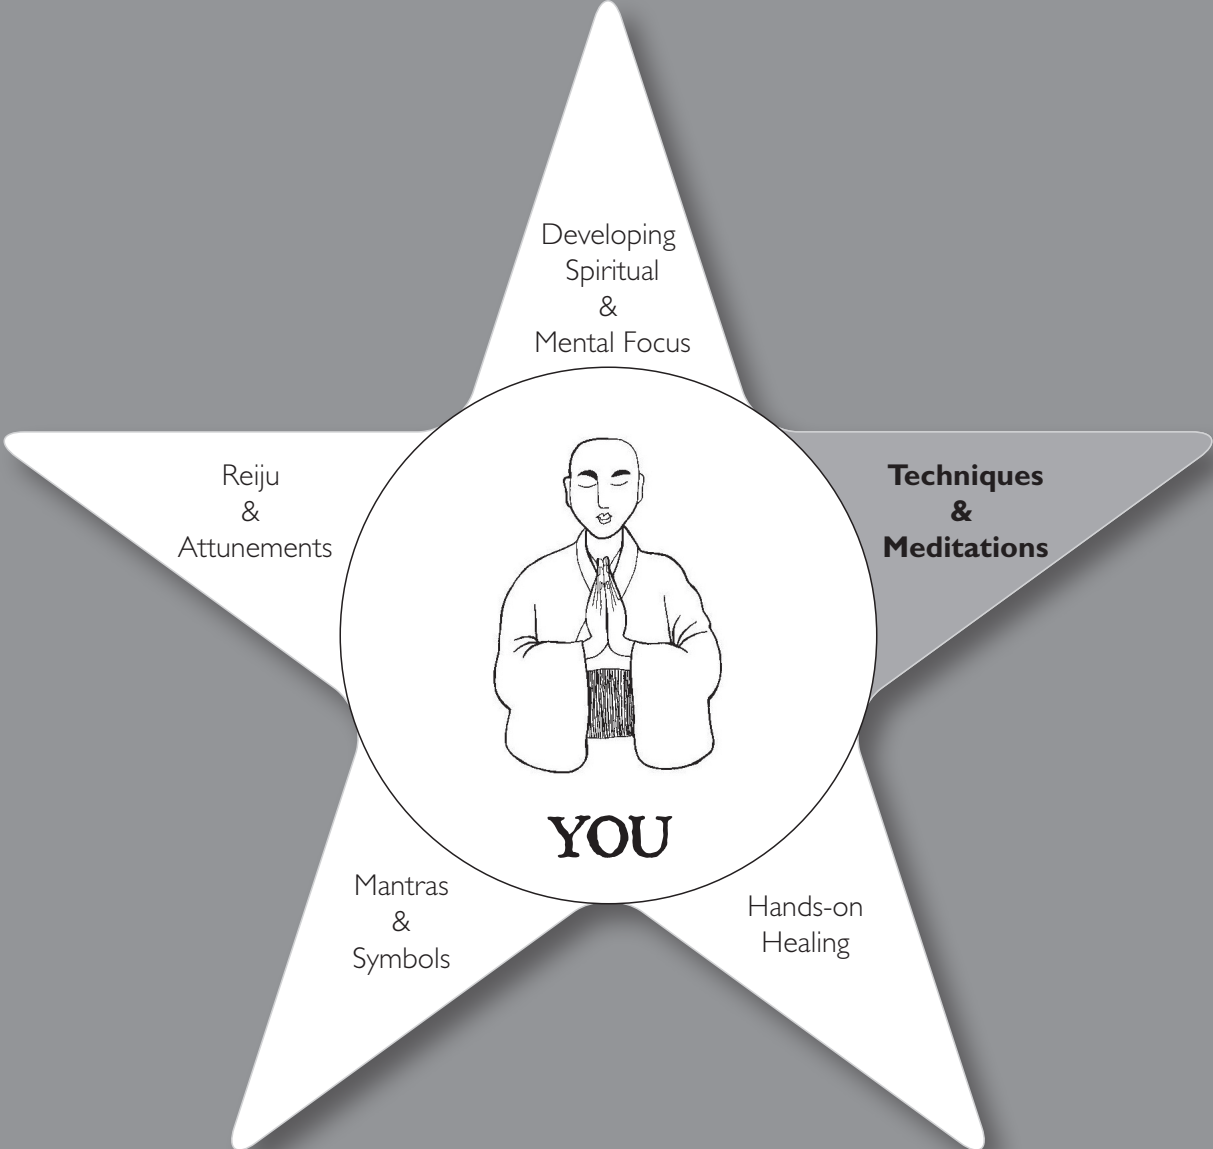 Developing
Spiritual
&
Mental Focus
Reiju
&
Attunements
Techniques
&
Meditations
YOU
Mantras
&
Symbols
Hands-on
Healing